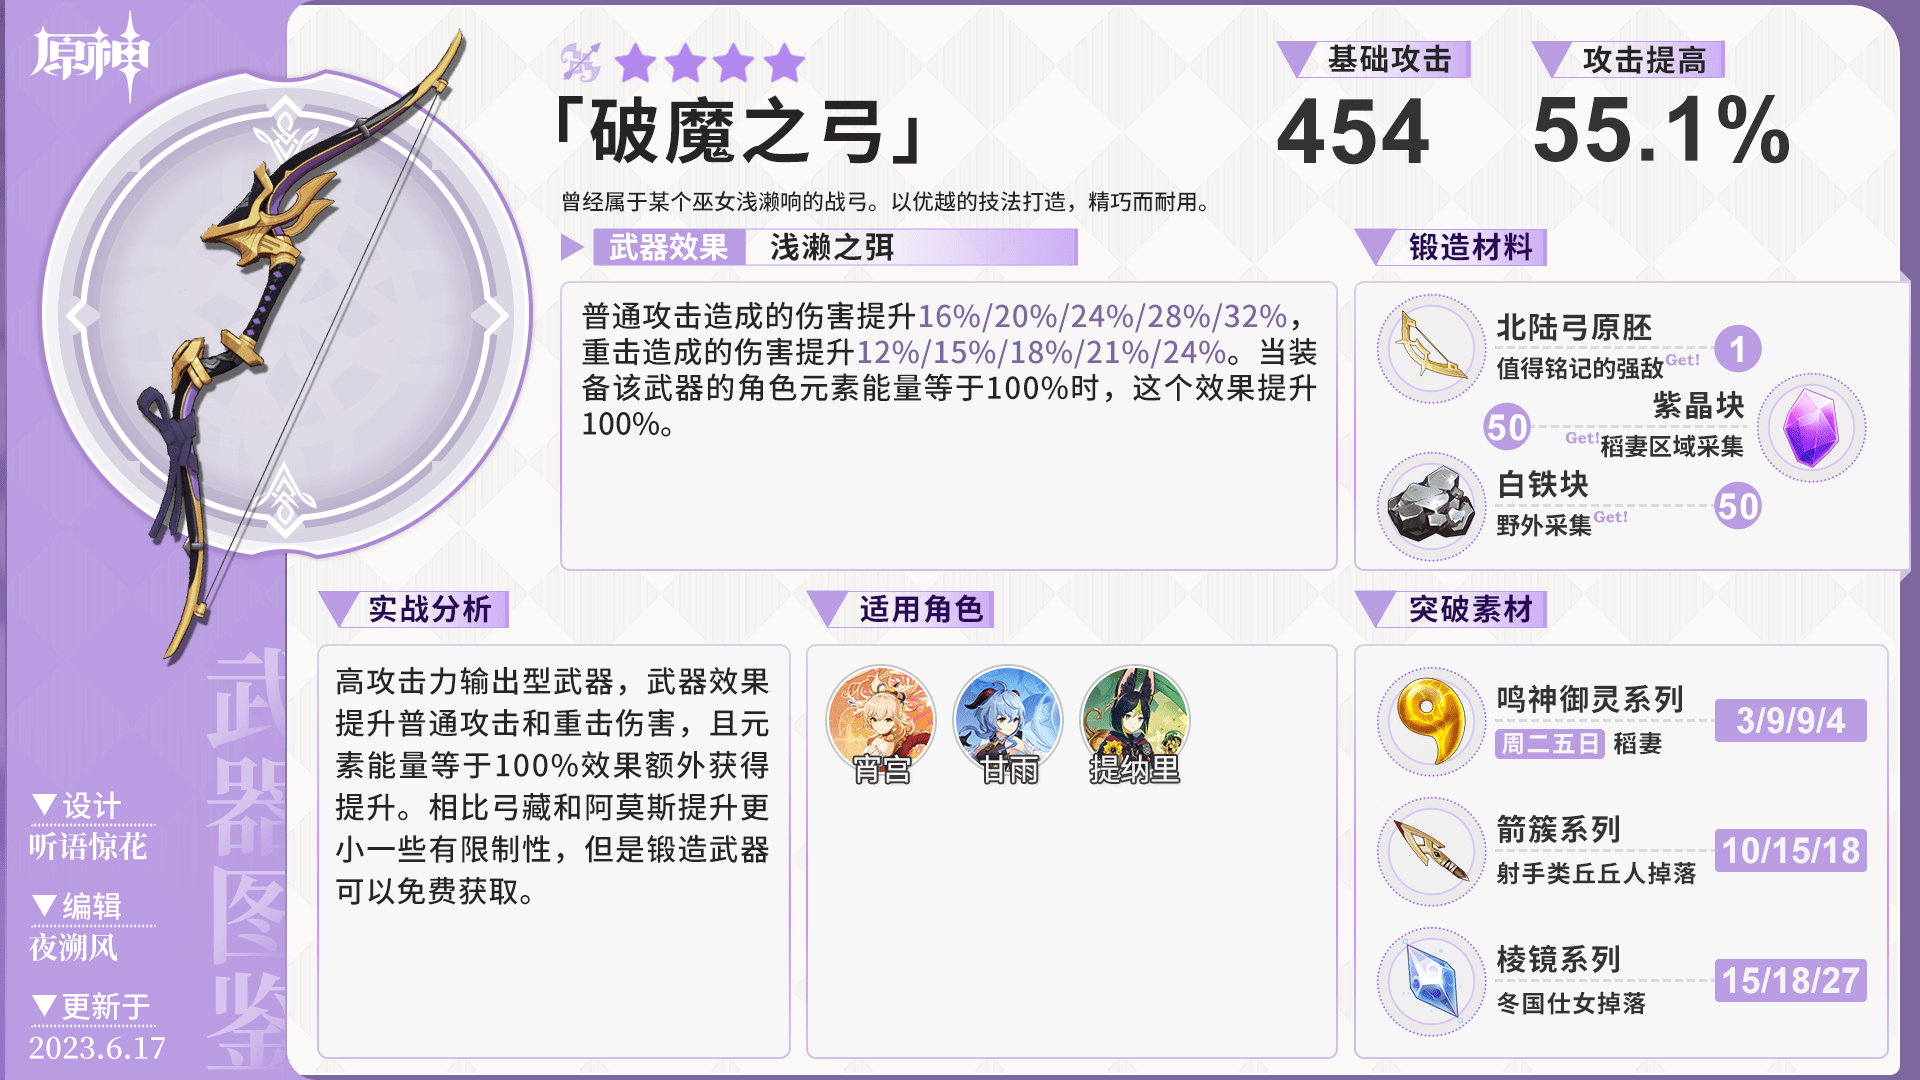 原神
「破魔之弓」
曾经属于某个巫女浅濑响的战弓。以优越的技法打造，精巧而耐用。
基础攻击
454
攻击提高
55.1%
武器效果
浅濑之弭
普通攻击造成的伤害提升16%/20%/24%/28%/32%，
重击造成的伤害提升12%/15%/18%/21%/24%。当装
备该武器的角色元素能量等于100%时，这个效果提升
100%。
锻造材料
北陆弓原胚
值得铭记的强敌Get!
1
紫晶块
50
Get!稻妻区域采集
白铁块
野外采集Get!
50
实战分析
高攻击力输出型武器，武器效果
提升普通攻击和重击伤害，且元
素能量等于100%效果额外获得
提升。相比弓藏和阿莫斯提升更
小一些有限制性，但是锻造武器
可以免费获取。
适用角色
宵宫
甘雨
提纳里
突破素材
鸣神御灵系列
周二五日 稻妻
3/9/9/4
箭簇系列
射手类丘丘人掉落
10/15/18
棱镜系列
冬国仕女掉落
15/18/27
武器图鉴
▼设计
听语惊花
▼编辑
夜溯风
▼更新于
2023.6.17